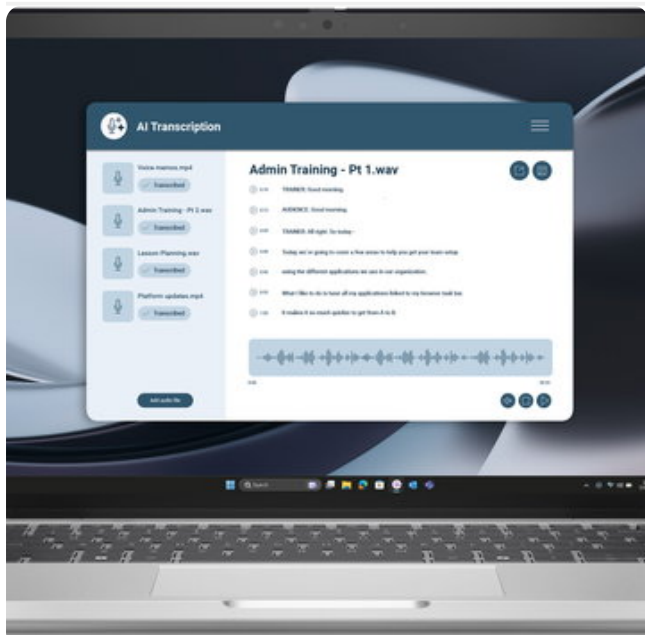 AI Transcription
Voice memos.mp4
Transcribed
Admin Training - Pt 1.wav
Transcribed
Lesson Planning.wav
Transcribed
Platform updates.mp4
Transcribed
Add audio file
Admin Training - Pt 1.wav
TRAINER: Good morning.
AUDIENCE: Good morning.
TRAINER: All right. So today -
Today we're going to cover a few areas to help you get your team setup
using the different applications we use in our organization.
What I like to do is have all my applications linked to my browser task bar.
It makes it so much quicker to get from A to B.
0:00
Search